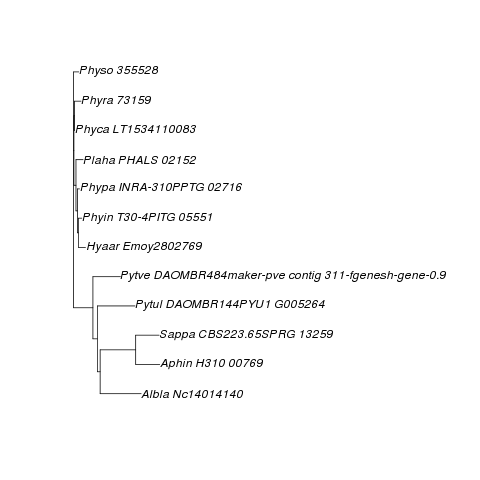 Physo 355528
Phyra 73159
Phyca LT1534110083
Plaha PHALS 02152
Phypa INRA-310PPTG 02716
Phyin T30-4PITG 05551
Hyaar Emoy2802769
Pytve DAOMBR484maker-pve contig 311-fgenesh-gene-0.9
Pytul DAOMBR144PYU1 G005264
Sappa CBS223.65SPRG 13259
Aphin H310 00769
Albla Nc14014140